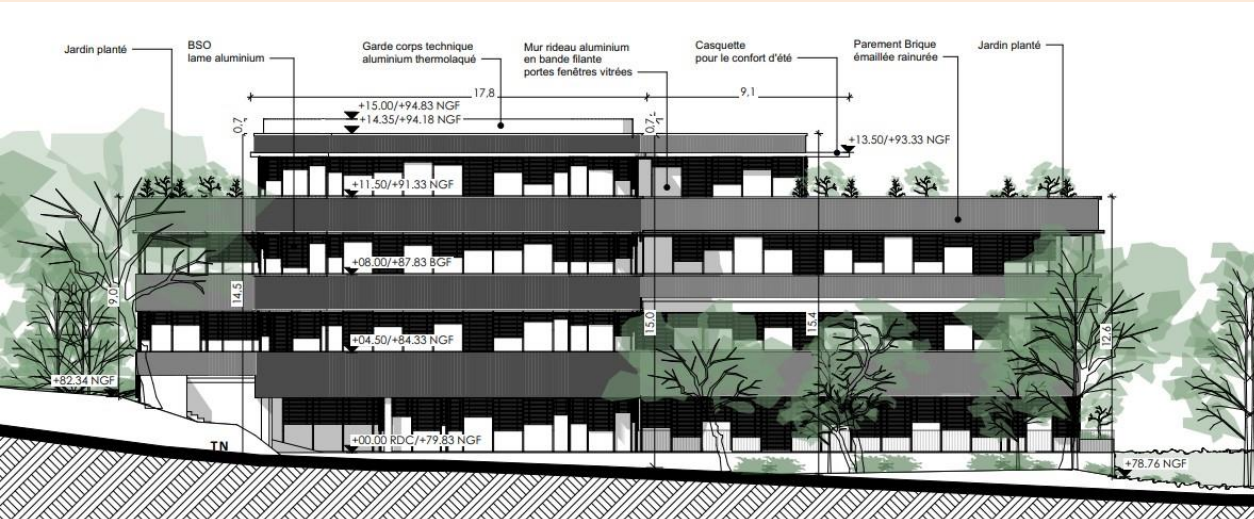 Jardin planté
BSO
lame aluminium
Garde corps technique
aluminium thermolaqué
Mur rideau aluminium
en bande filante
portes fenêtres vitrées
Casquette
pour le confort d'été
Parement Brique
émaillée rainurée
Jardin planté
17,8
9,1
+15.00/+94.83 NGF
+14.35/+94.18 NGF
0,7
0,7
+13.50/+93.33 NGF
+11.50/+91.33 NGF
+08.00/+87.83 BGF
9,0
14,5
15,0
15,4
12,6
+04.50/+84.33 NGF
+82.34 NGF
TN
+00.00 RDC/+79.83 NGF
+78.76 NGF